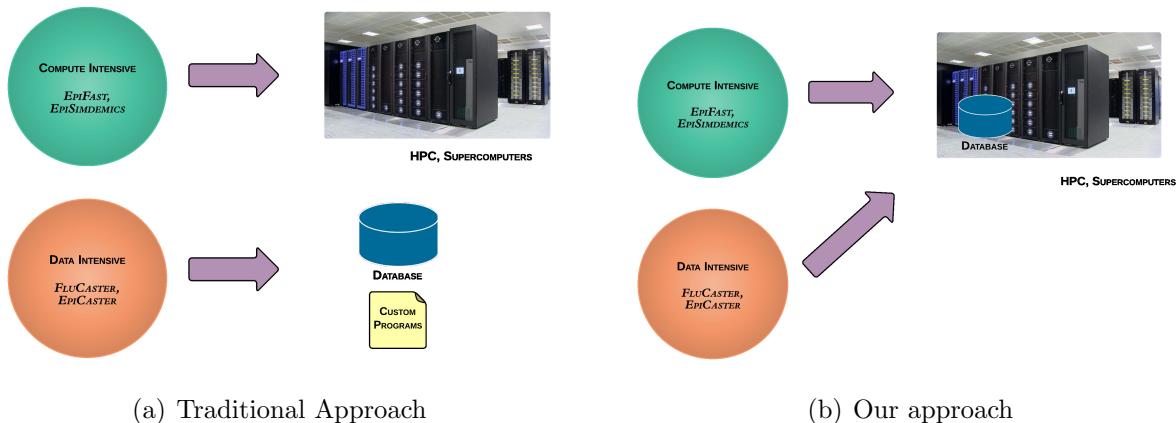 Compute Intensive
EpiFast,
EpiSimdemics
HPC, Supercomputers
Data Intensive
FluCaster,
EpiCaster
Database
Custom
Programs
(a) Traditional Approach
Compute Intensive
EpiFast,
EpiSimdemics
Database
HPC, Supercomputers
Data Intensive
FluCaster,
EpiCaster
(b) Our approach